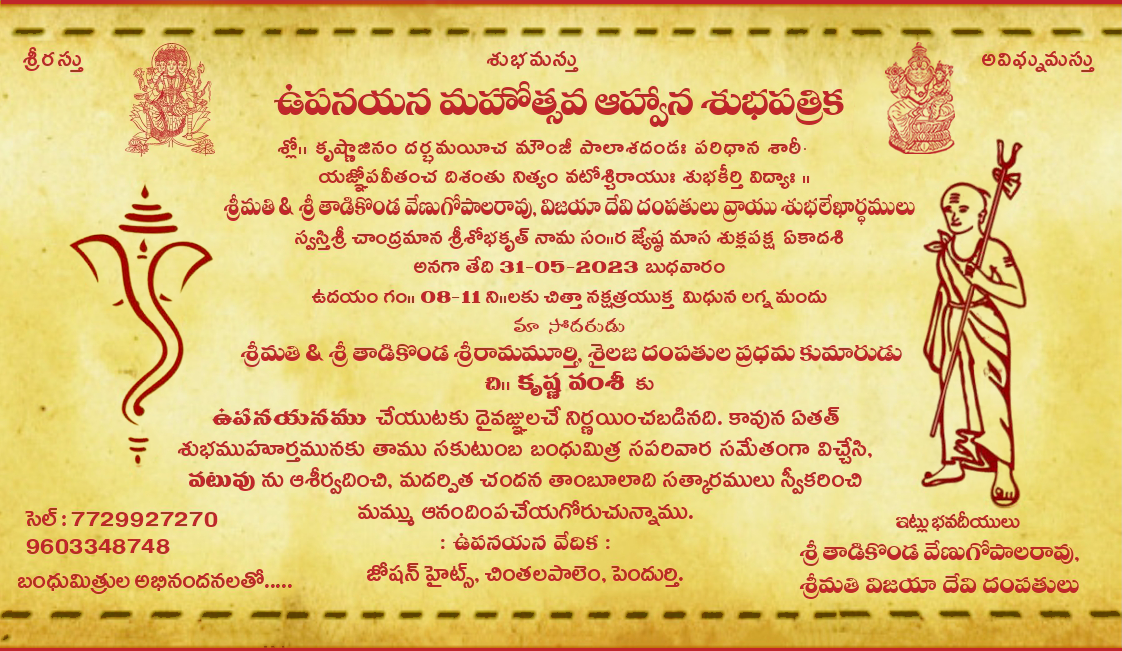 శ్రీరస్తు
శుభమస్తు
అవిఘ్నమస్తు
ఉపనయన మహోత్సవ ఆహ్వాన శుభపత్రిక
శ్లో॥ కృష్ణాజినం దర్భమయీచ మౌంజీ పాలాశదండః పరిధాన శాఠీ·
యజ్ఞోపవీతంచ దిశంతు నిత్యం వటోశ్చిరాయుః శుభకీర్తి విద్యాః ॥
శ్రీమతి & శ్రీ తాడికొండ వేణుగోపాలరావు, విజయా దేవి దంపతులు వ్రాయు శుభలేఖార్థములు
స్వస్తిశ్రీ చాంద్రమాన శ్రీశోభకృత్ నామ సం॥ర జ్యేష్ఠ మాస శుక్లపక్ష ఏకాదశి
అనగా తేది 31-05-2023 బుధవారం
ఉదయం గం॥ 08-11 ని॥లకు చిత్తా నక్షత్రయుక్త మిధున లగ్నమందు
మా సోదరుడు
శ్రీమతి & శ్రీ తాడికొండ శ్రీరామమూర్తి, శైలజ దంపతుల ప్రథమ కుమారుడు
చి॥ కృష్ణ వంశీ కు
ఉపనయనము చేయుటకు దైవజ్ఞులచే నిర్ణయించబడినది. కావున ఏతత్
శుభముహూర్తమునకు తాము సకుటుంబ బంధుమిత్ర సపరివార సమేతంగా విచ్చేసి,
వటువు ను ఆశీర్వదించి, మదర్పిత చందన తాంబూలాది సత్కారములు స్వీకరించి
మమ్ము ఆనందింపచేయగోరుచున్నాము.
: ఉపనయన వేదిక :
జోషన్ హైట్స్, చింతలపాలెం, పెందుర్తి.
సెల్ : 7729927270
9603348748
బంధుమిత్రుల అభినందనలతో.....
ఇట్లు భవదీయులు
శ్రీ తాడికొండ వేణుగోపాలరావు,
శ్రీమతి విజయా దేవి దంపతులు